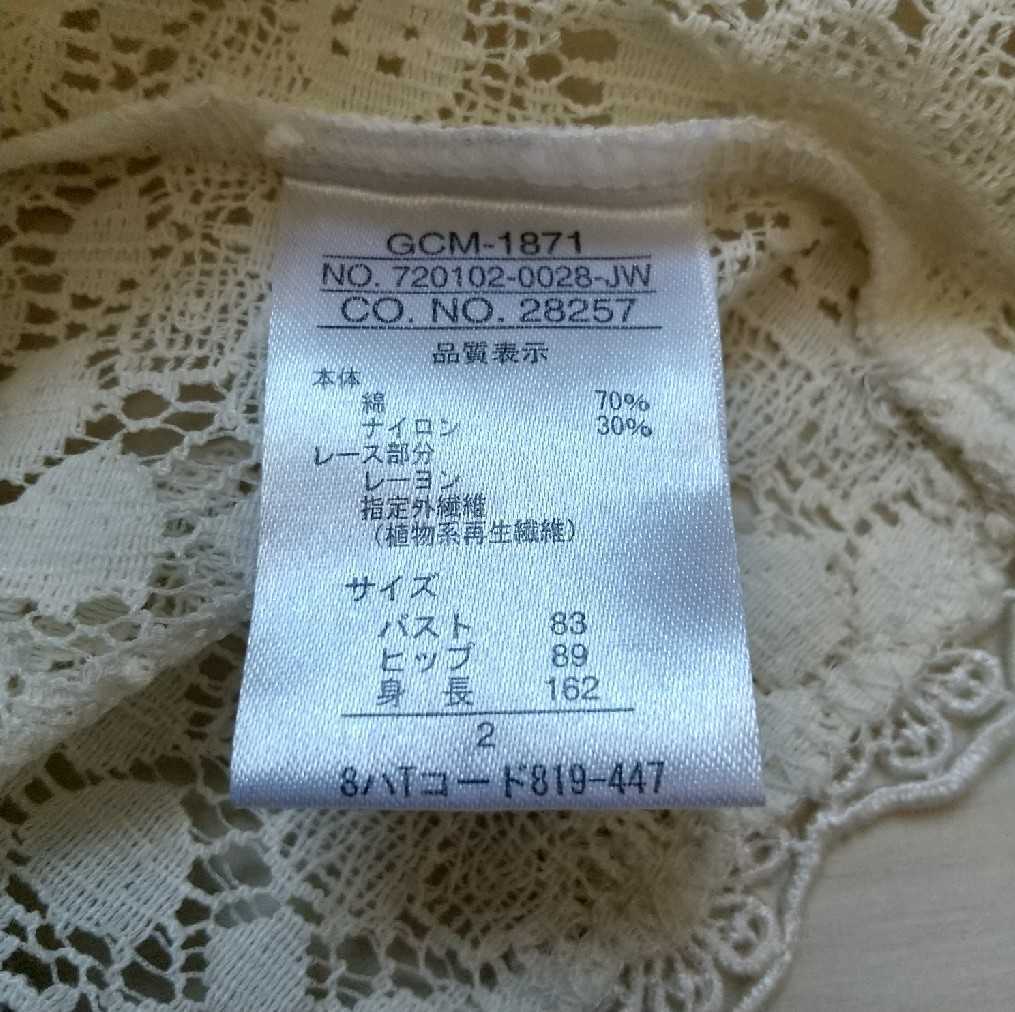 GCM-1871
NO. 720102-0028-JW
CO. NO. 28257
品質表示
本体
綿 70%
ナイロン 30%
レース部分
レーヨン
指定外繊維
(植物系再生繊維)
サイズ
バスト 83
ヒップ 89
身 長 162
2
8ハTコード819-447